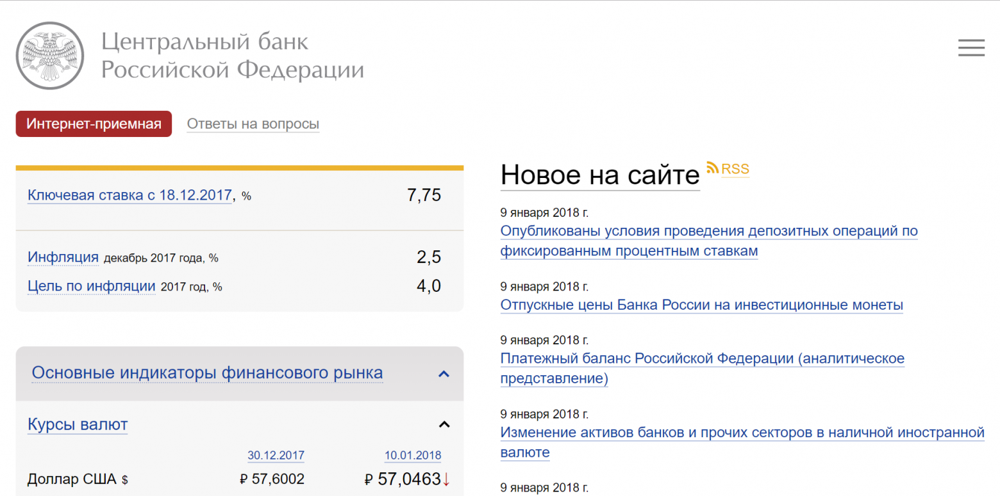 Центральный банк
Российской Федерации
Интернет-приемная Ответы на вопросы
Ключевая ставка с 18.12.2017, % 7,75
Инфляция декабрь 2017 года, % 2,5
Цель по инфляции 2017 год, % 4,0
Основные индикаторы финансового рынка
Курсы валют
30.12.2017 10.01.2018
Доллар США $ ₽ 57,6002 ₽ 57,0463↓
Новое на сайте RSS
9 января 2018 г.
Опубликованы условия проведения депозитных операций по
фиксированным процентным ставкам
9 января 2018 г.
Отпускные цены Банка России на инвестиционные монеты
9 января 2018 г.
Платежный баланс Российской Федерации (аналитическое
представление)
9 января 2018 г.
Изменение активов банков и прочих секторов в наличной иностранной
валюте
9 января 2018 г.